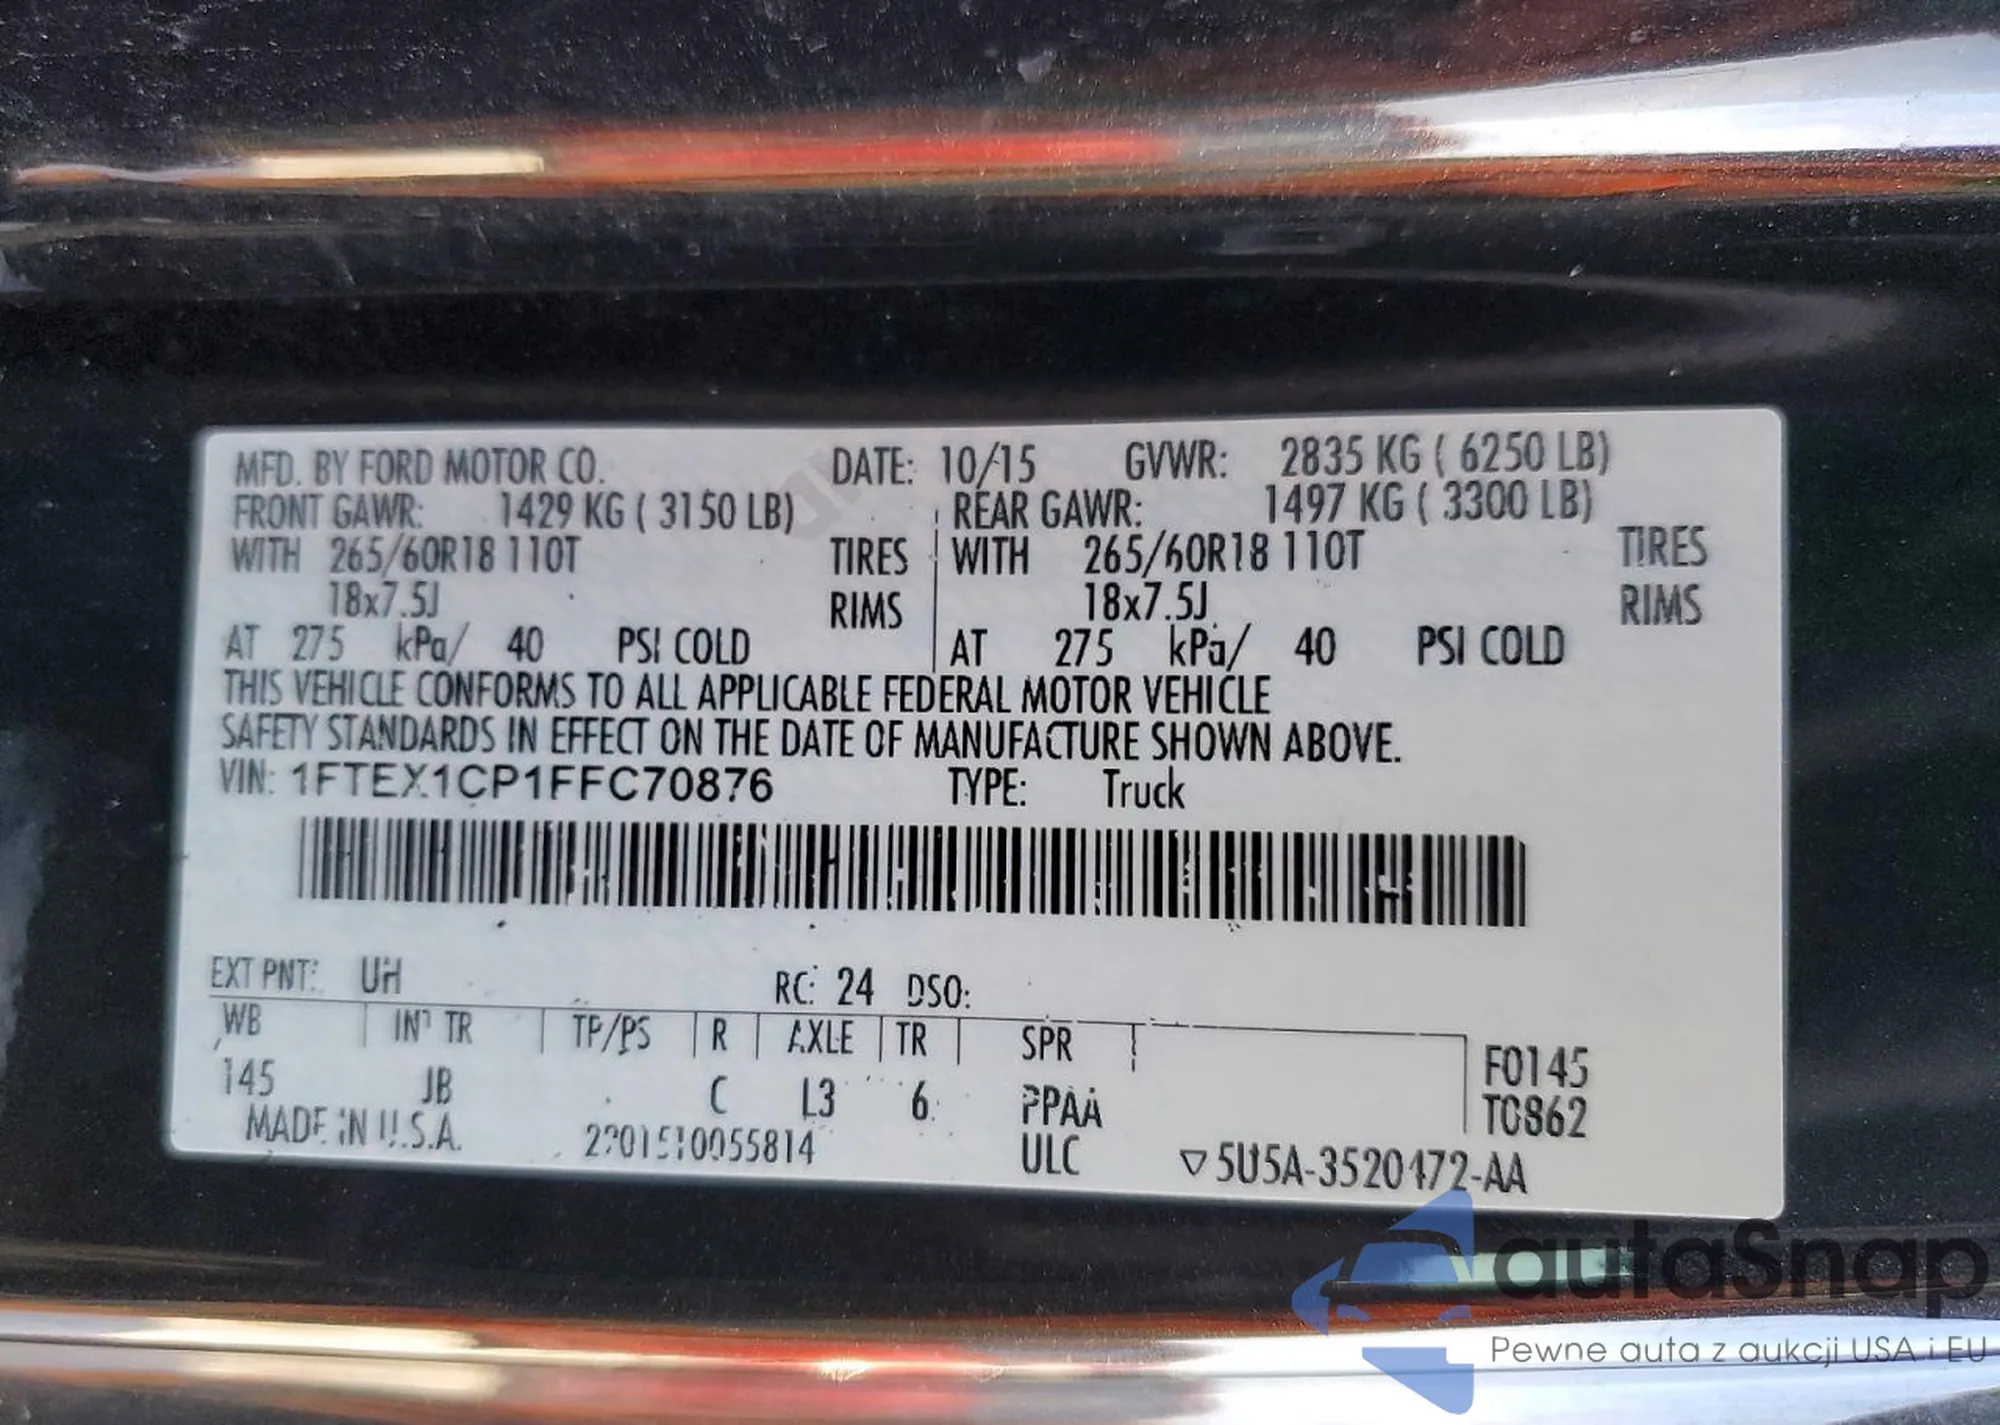 MFD. BY FORD MOTOR CO. DATE: 10/15 GVWR: 2835 KG ( 6250 LB)
FRONT GAWR: 1429 KG ( 3150 LB) REAR GAWR: 1497 KG ( 3300 LB)
WITH 265/60R18 110T TIRES WITH 265/60R18 110T TIRES
18x7.5J RIMS 18x7.5J RIMS
AT 275 kPa/ 40 PSI COLD AT 275 kPa/ 40 PSI COLD
THIS VEHICLE CONFORMS TO ALL APPLICABLE FEDERAL MOTOR VEHICLE
SAFETY STANDARDS IN EFFECT ON THE DATE OF MANUFACTURE SHOWN ABOVE.
VIN: 1FTEX1CP1FFC70876 TYPE: Truck
EXT PNT: UH RC: 24 DSO:
WB INT TR TP/PS R AXLE TR SPR
F0145
145 JB C L3 6 PPAA
T0862
MADE IN U.S.A. ULC
▽5U5A-3520472-AA
autaSnap
Pewne auta z aukcji USA i EU